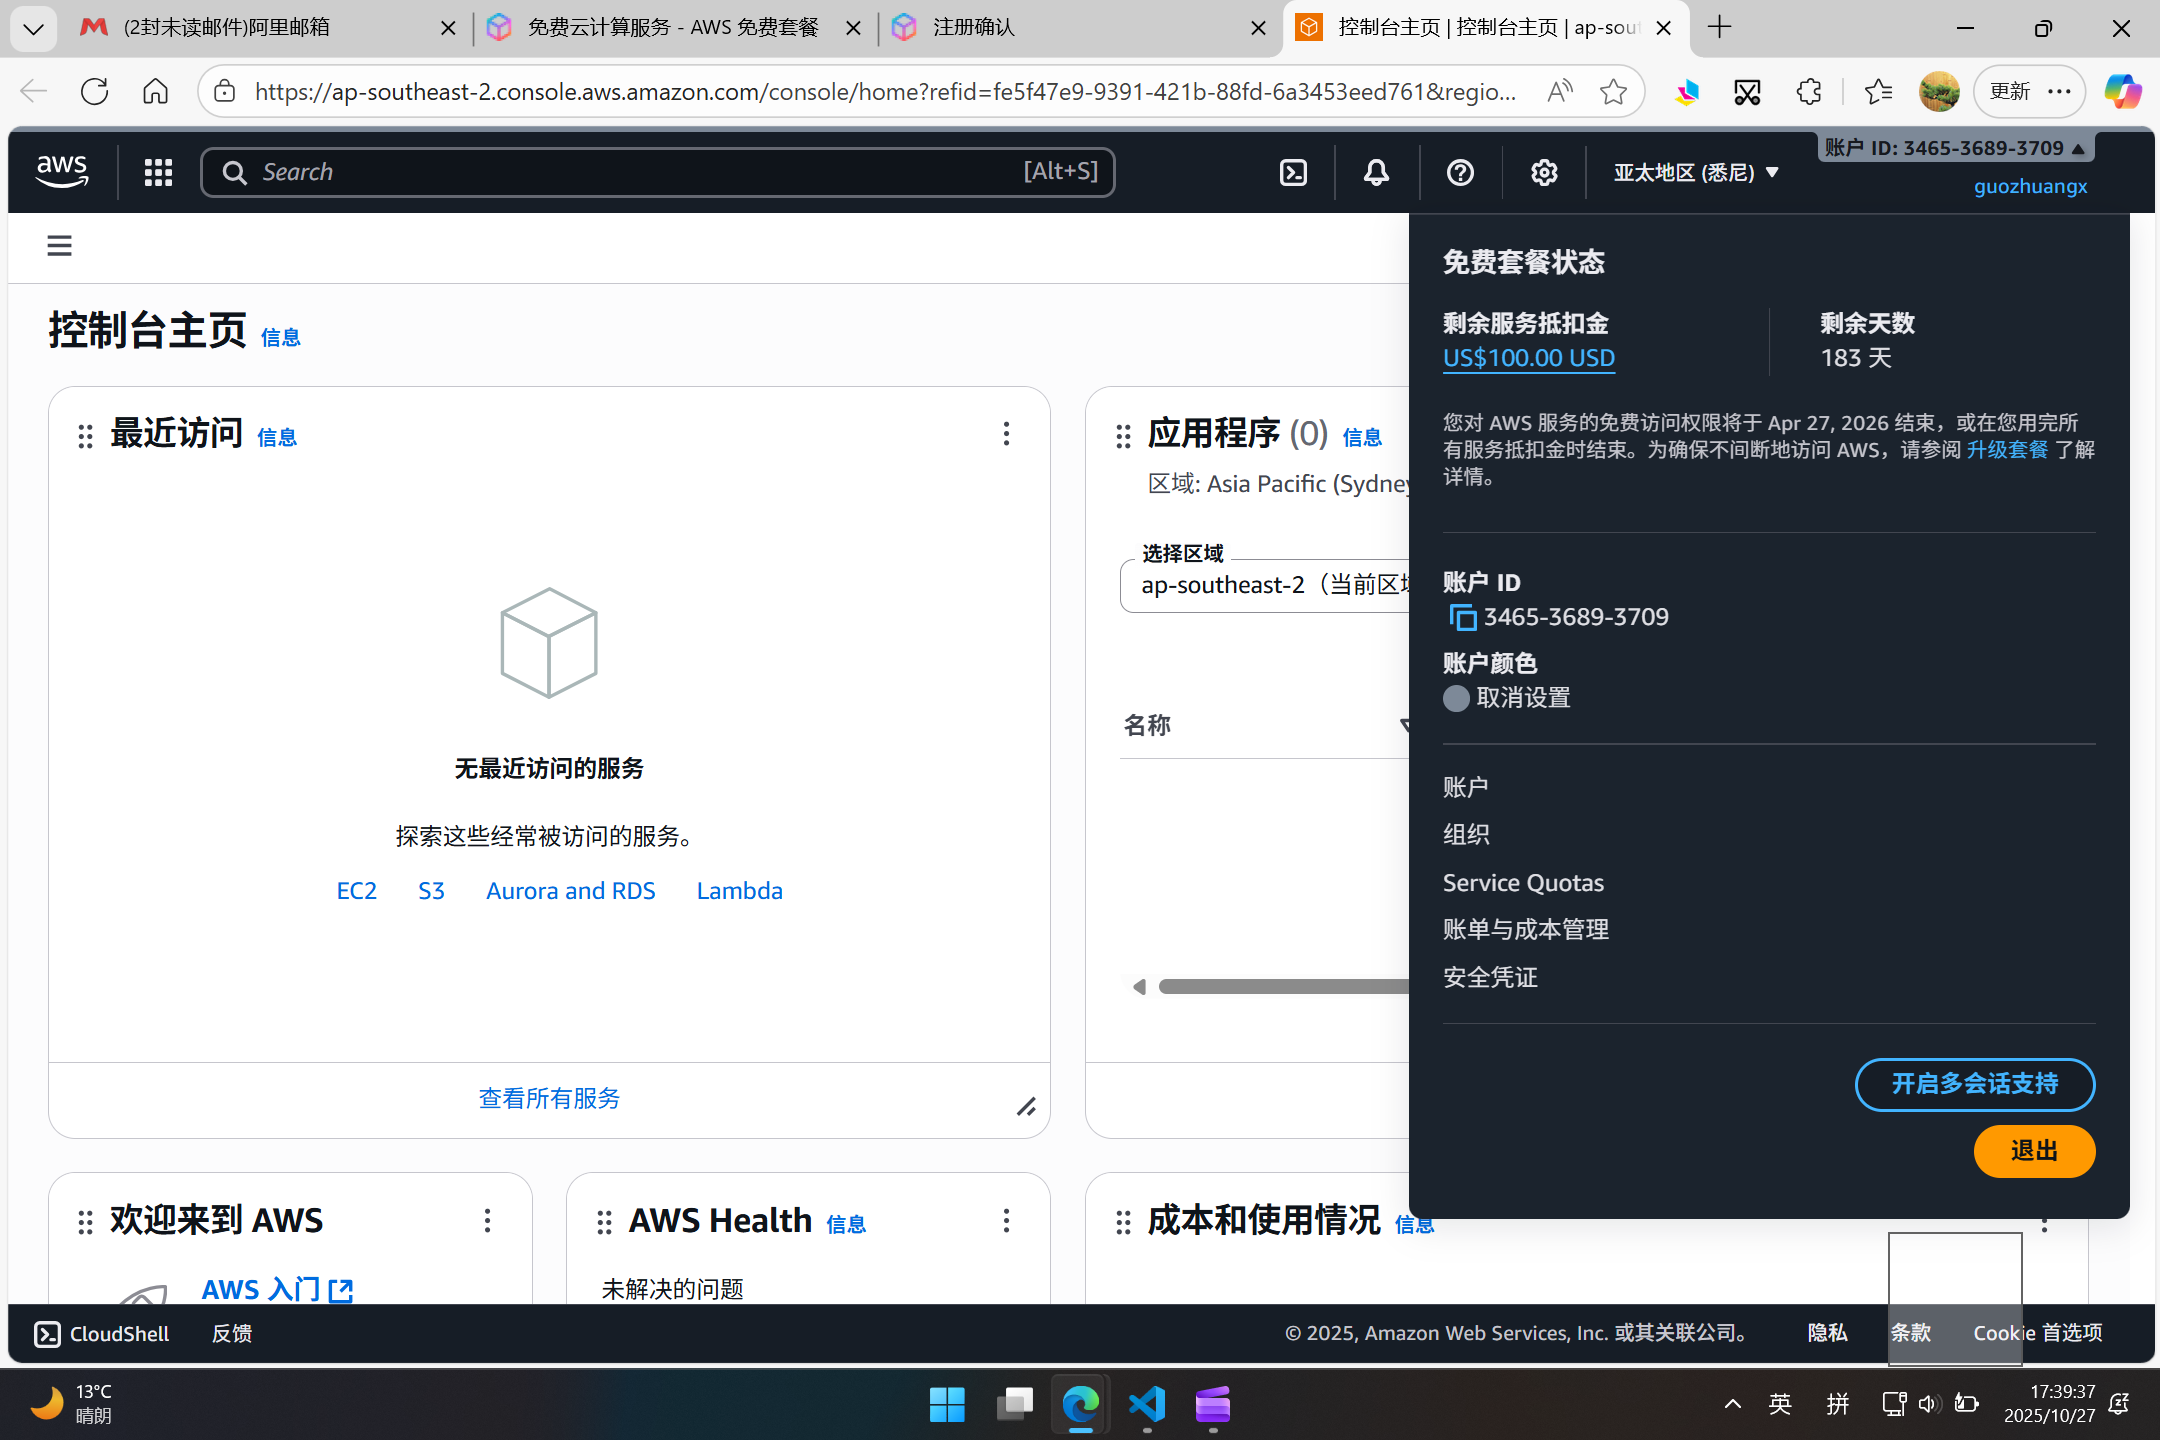 (2封未读邮件)阿里邮箱
免费云计算服务 - AWS 免费套餐
注册确认
控制台主页 | 控制台主页 | ap-sout
https://ap-southeast-2.console.aws.amazon.com/console/home?refid=fe5f47e9-9391-421b-88fd-6a3453eed761&regio...
更新
aws
Search
[Alt+S]
亚太地区 (悉尼)
账户 ID: 3465-3689-3709
guozhuangx
控制台主页 信息
最近访问 信息
无最近访问的服务
探索这些经常被访问的服务。
EC2 S3 Aurora and RDS Lambda
查看所有服务
应用程序 (0) 信息
区域: Asia Pacific (Sydney
选择区域
ap-southeast-2（当前区域
名称
免费套餐状态
剩余服务抵扣金
US$100.00 USD
剩余天数
183 天
您对 AWS 服务的免费访问权限将于 Apr 27, 2026 结束，或在您用完所
有服务抵扣金时结束。为确保不间断地访问 AWS，请参阅 升级套餐 了解
详情。
账户 ID
3465-3689-3709
账户颜色
取消设置
账户
组织
Service Quotas
账单与成本管理
安全凭证
开启多会话支持
退出
欢迎来到 AWS
AWS 入门
AWS Health 信息
未解决的问题
成本和使用情况 信息
CloudShell 反馈
© 2025, Amazon Web Services, Inc. 或其关联公司。
隐私 条款 Cookie 首选项
13°C
晴朗
英 拼
17:39:37
2025/10/27